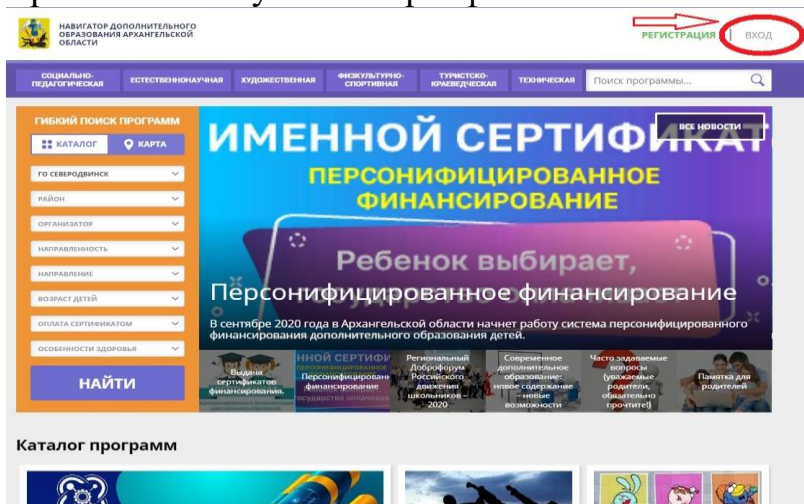 НАВИГАТОР ДОПОЛНИТЕЛЬНОГО
ОБРАЗОВАНИЯ АРХАНГЕЛЬСКОЙ
ОБЛАСТИ
РЕГИСТРАЦИЯ | ВХОД
СОЦИАЛЬНО-
ПЕДАГОГИЧЕСКАЯ
ЕСТЕСТВЕННОНАУЧНАЯ
ХУДОЖЕСТВЕННАЯ
ФИЗКУЛЬТУРНО-
СПОРТИВНАЯ
ТУРИСТСКО-
КРАЕВЕДЧЕСКАЯ
ТЕХНИЧЕСКАЯ
Поиск программы...
ГИБКИЙ ПОИСК ПРОГРАММ
КАТАЛОГ
КАРТА
ГО СЕВЕРОДВИНСК
РАЙОН
ОРГАНИЗАТОР
НАПРАВЛЕННОСТЬ
НАПРАВЛЕНИЕ
ВОЗРАСТ ДЕТЕЙ
ОПЛАТА СЕРТИФИКАТОМ
ОСОБЕННОСТИ ЗДОРОВЬЯ
НАЙТИ
ВСЕ НОВОСТИ
ИМЕННОЙ СЕРТИФИКАТ
ПЕРСОНИФИЦИРОВАННОЕ
ФИНАНСИРОВАНИЕ
Ребенок выбирает,
Персонифицированное финансирование
В сентябре 2020 года в Архангельской области начнет работу система персонифицированного
финансирования дополнительного образования детей.
Выдача
сертификатов
финансирования.
Персонифицированное
финансирование
Региональный
Доброфорум
Российского
движения
школьников -
2020
Современное
дополнительное
образование:
новое содержание
– новые
возможности
Часто задаваемые
вопросы
(уважаемые
родители,
обязательно
прочтите!)
Памятка для
родителей
Каталог программ